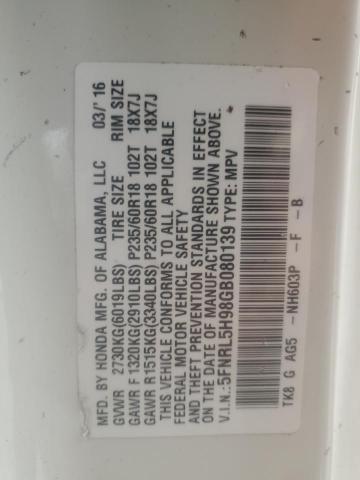 MFD. BY HONDA MFG. OF ALABAMA, LLC 03/'16
GVWR 2730KG(6019LBS) TIRE SIZE RIM SIZE
GAWR F 1320KG(2910LBS) P235/60R18 102T 18X7J
GAWR R1515KG(3340LBS) P235/60R18 102T 18X7J
THIS VEHICLE CONFORMS TO ALL APPLICABLE
FEDERAL MOTOR VEHICLE SAFETY
AND THEFT PREVENTION STANDARDS IN EFFECT
ON THE DATE OF MANUFACTURE SHOWN ABOVE.
V.I.N.:5FNRL5H98GB080139 TYPE: MPV
TK8 G AG5 -NH603P -F -B